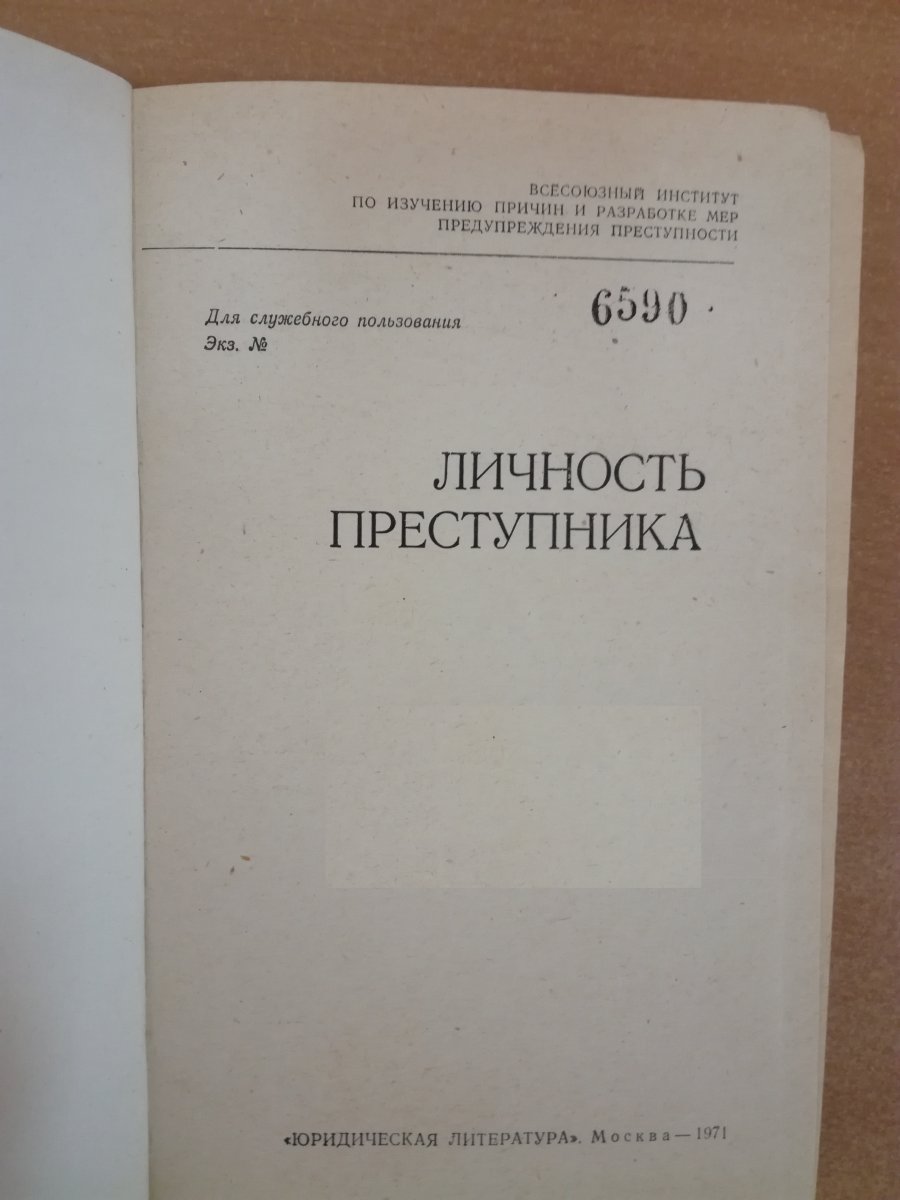 ВСЕСОЮЗНЫЙ ИНСТИТУТ
ПО ИЗУЧЕНИЮ ПРИЧИН И РАЗРАБОТКЕ МЕР
ПРЕДУПРЕЖДЕНИЯ ПРЕСТУПНОСТИ
Для служебного пользования
Экз. №
6590
ЛИЧНОСТЬ
ПРЕСТУПНИКА
«ЮРИДИЧЕСКАЯ ЛИТЕРАТУРА». Москва — 1971